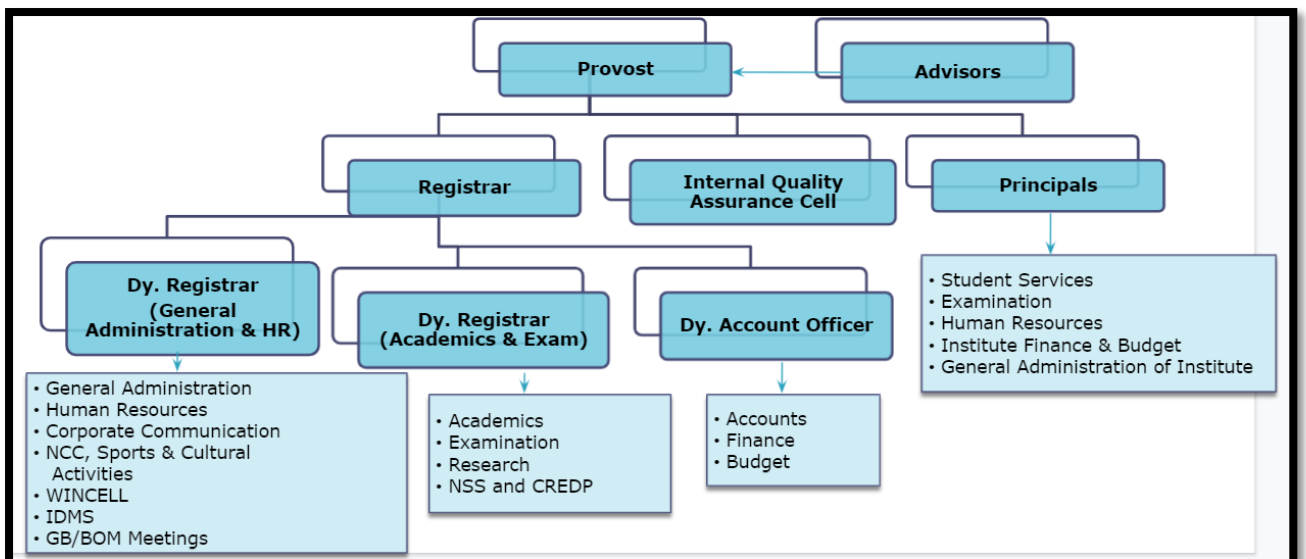 Provost
Advisors
Registrar
Internal Quality
Assurance Cell
Principals
Dy. Registrar
(General
Administration & HR)
Dy. Registrar
(Academics & Exam)
Dy. Account Officer
• Student Services
• Examination
• Human Resources
• Institute Finance & Budget
• General Administration of Institute
• General Administration
• Human Resources
• Corporate Communication
• NCC, Sports & Cultural
Activities
• WINCELL
• IDMS
• GB/BOM Meetings
• Academics
• Examination
• Research
• NSS and CREDP
• Accounts
• Finance
• Budget